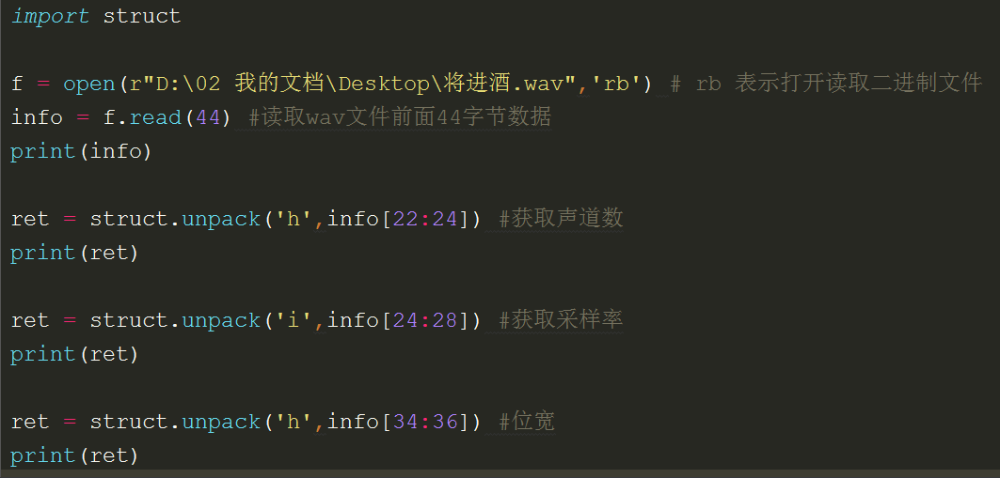 import struct
f = open(r"D:\02 我的文档\Desktop\将进酒.wav",'rb') # rb 表示打开读取二进制文件
info = f.read(44) #读取wav文件前面44字节数据
print(info)
ret = struct.unpack('h',info[22:24]) #获取声道数
print(ret)
ret = struct.unpack('i',info[24:28]) #获取采样率
print(ret)
ret = struct.unpack('h',info[34:36]) #位宽
print(ret)